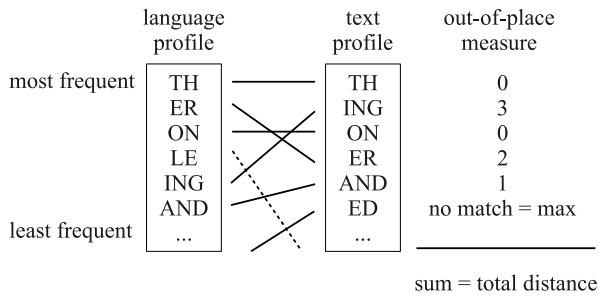 language profile text profile out-of-place measure
most frequent TH TH 0
ER ING 3
ON ON 0
LE ER 2
ING AND 1
AND ED no match = max
least frequent ... ...
sum = total distance